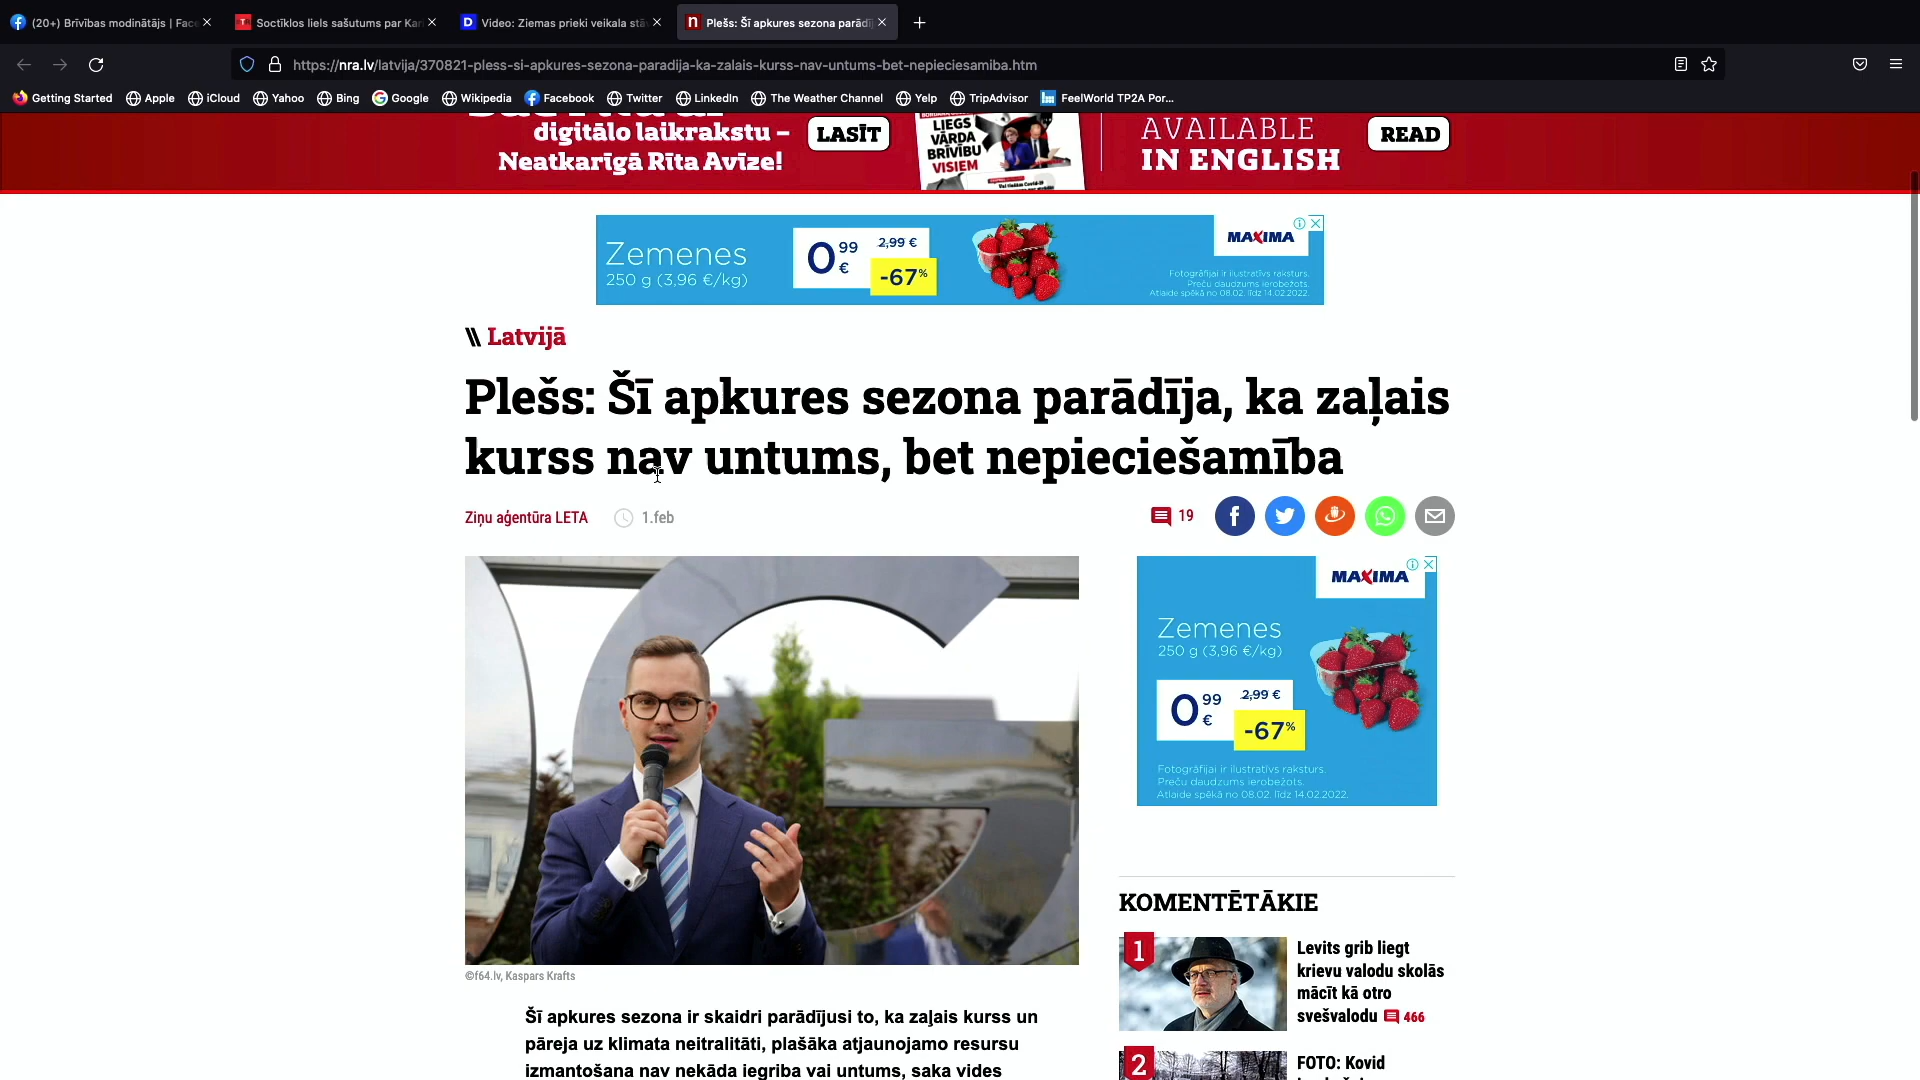 (20+) Brīvības modinātājs | Face
Soctīklos liels sašutums par Kar
Video: Ziemas prieki veikala stāv
Plešs: Šī apkures sezona parādīj
https://nra.lv/latvija/370821-pless-si-apkures-sezona-paradija-ka-zalais-kurss-nav-untums-bet-nepieciesamiba.htm
Getting Started Apple iCloud Yahoo Bing Google Wikipedia Facebook Twitter LinkedIn The Weather Channel Yelp TripAdvisor FeelWorld TP2A Por...
digitālo laikrakstu –
Neatkarīgā Rīta Avīze!
LASĪT
LIEGS
VĀRDA
BRĪVĪBU
VISIEM
AVAILABLE
IN ENGLISH
READ
Zemenes
250 g (3,96 €/kg)
0 99 €
2,99 €
-67%
MAXIMA
Fotogrāfijai ir ilustratīvs raksturs.
Preču daudzums ierobežots.
Atlaide spēkā no 08.02. līdz 14.02.2022.
\\ Latvijā
Plešs: Šī apkures sezona parādīja, ka zaļais
kurss nav untums, bet nepieciešamība
Ziņu aģentūra LETA 1.feb
19
MAXIMA
Zemenes
250 g (3,96 €/kg)
0 99 €
2,99 €
-67%
Fotogrāfijai ir ilustratīvs raksturs.
Preču daudzums ierobežots.
Atlaide spēkā no 08.02. līdz 14.02.2022.
©f64.lv, Kaspars Krafts
Šī apkures sezona ir skaidri parādījusi to, ka zaļais kurss un
pāreja uz klimata neitralitāti, plašāka atjaunojamo resursu
izmantošana nav nekāda iegriba vai untums, saka vides
KOMENTĒTĀKIE
1
Levits grib liegt
krievu valodu skolās
mācīt kā otro
svešvalodu 466
2
FOTO: Kovid